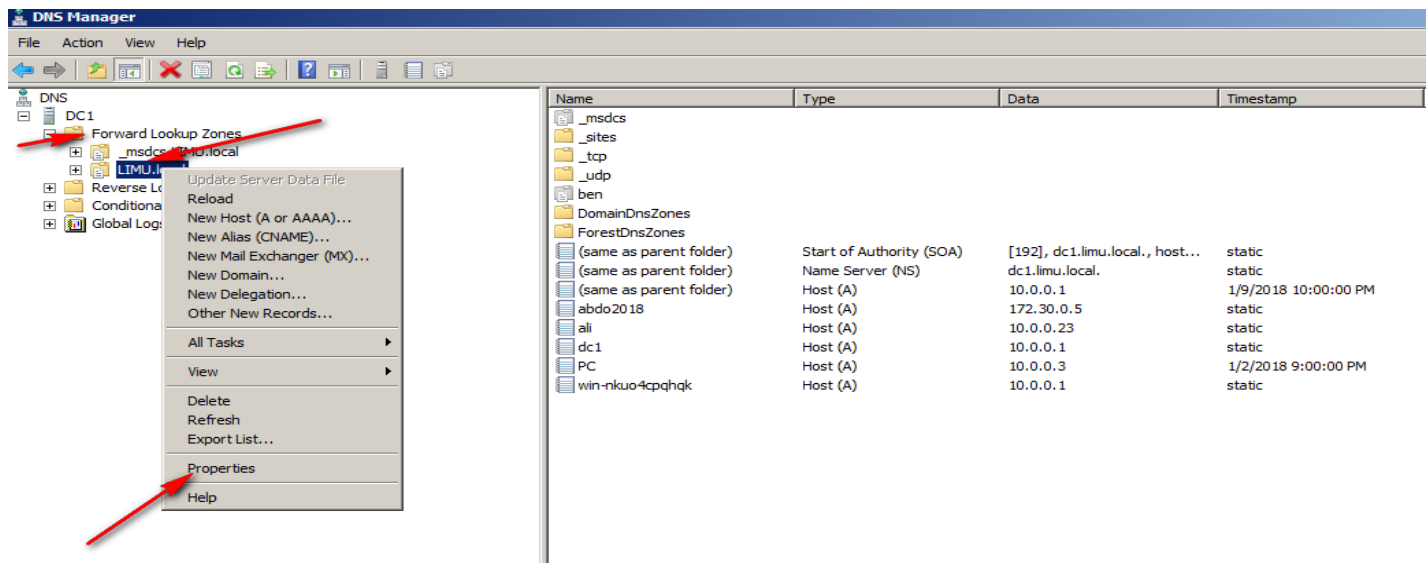 DNS Manager
File Action View Help
DNS
DC1
Forward Lookup Zones
_msdcs.LIMU.local
LIMU.l
Reverse Lo
Conditiona
Global Log
Update Server Data File
Reload
New Host (A or AAAA)...
New Alias (CNAME)...
New Mail Exchanger (MX)...
New Domain...
New Delegation...
Other New Records...
All Tasks
View
Delete
Refresh
Export List...
Properties
Help
Name Type Data Timestamp
_msdcs
_sites
_tcp
_udp
ben
DomainDnsZones
ForestDnsZones
(same as parent folder) Start of Authority (SOA) [192], dc1.limu.local., host... static
(same as parent folder) Name Server (NS) dc1.limu.local. static
(same as parent folder) Host (A) 10.0.0.1 1/9/2018 10:00:00 PM
abdo2018 Host (A) 172.30.0.5 static
ali Host (A) 10.0.0.23 static
dc1 Host (A) 10.0.0.1 static
PC Host (A) 10.0.0.3 1/2/2018 9:00:00 PM
win-nkuo4cpqhqk Host (A) 10.0.0.1 static